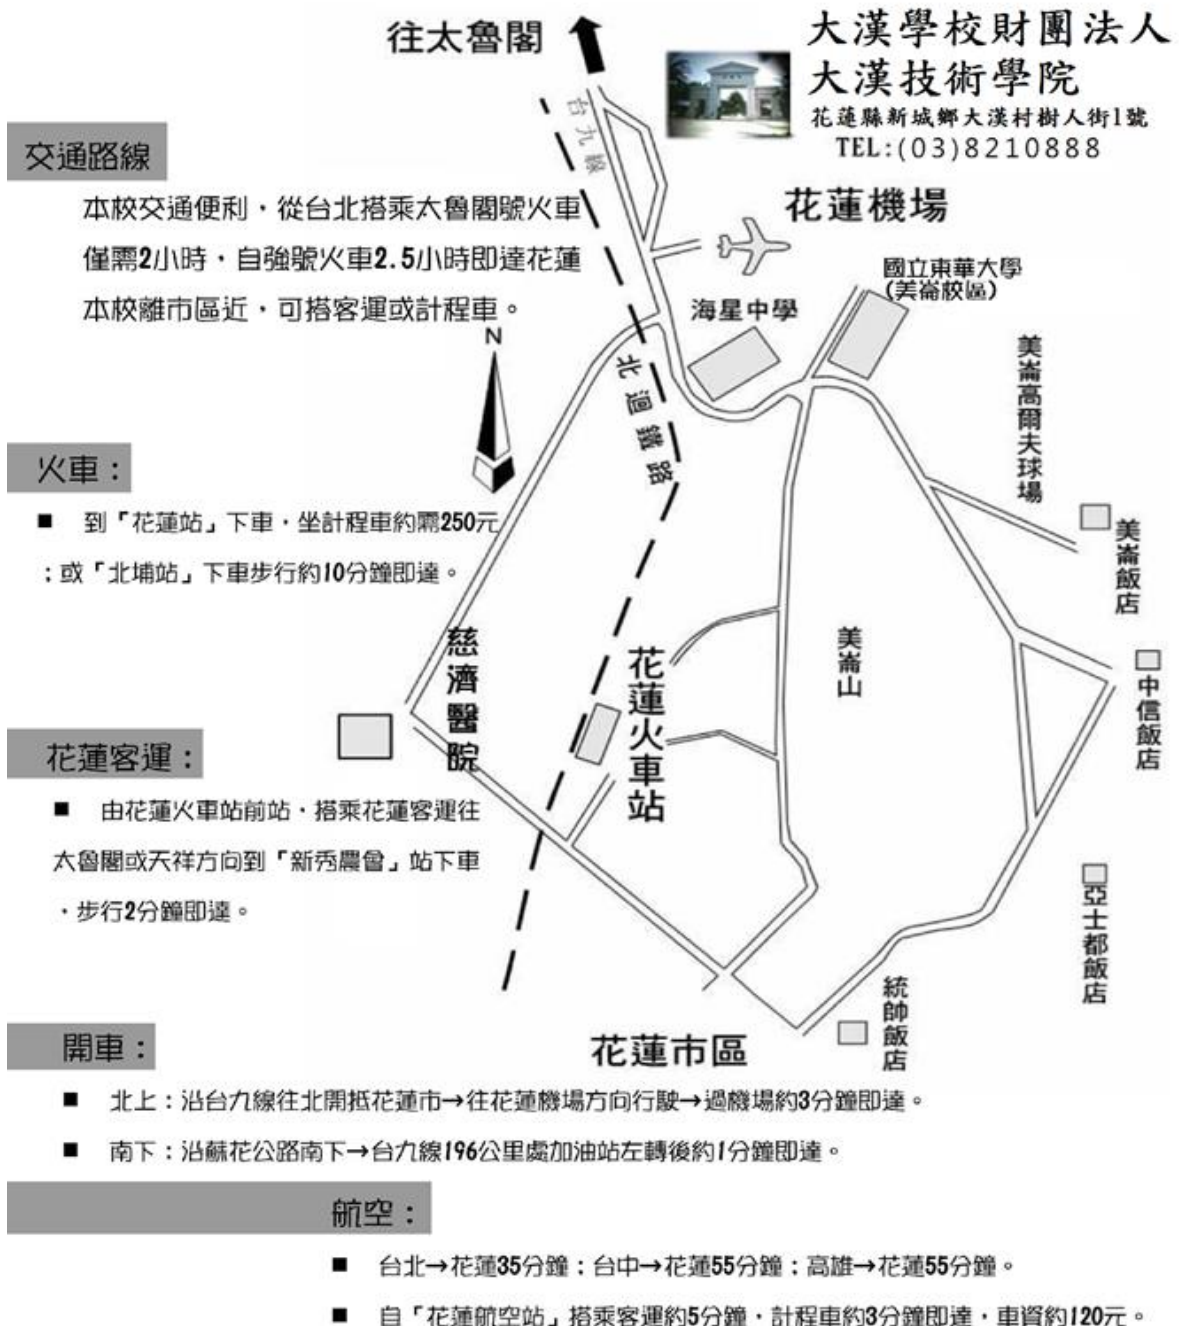 往太魯閣
大漢學校財團法人
大漢技術學院
花蓮縣新城鄉大漢村樹人街1號
TEL:(03)8210888
台九線
交通路線
本校交通便利，從台北搭乘太魯閣號火車
僅需2小時，自強號火車2.5小時即達花蓮
本校離市區近，可搭客運或計程車。
花蓮機場
國立東華大學
(美崙校區)
海星中學
N
北迴鐵路
美崙高爾夫球場
火車：
■ 到「花蓮站」下車，坐計程車約需250元
；或「北埔站」下車步行約10分鐘即達。
美崙飯店
慈濟醫院
花蓮火車站
美崙山
中信飯店
花蓮客運：
■ 由花蓮火車站前站，搭乘花蓮客運往
太魯閣或天祥方向到「新秀農會」站下車
，步行2分鐘即達。
亞士都飯店
統帥飯店
花蓮市區
開車：
■ 北上：沿台九線往北開抵花蓮市→往花蓮機場方向行駛→過機場約3分鐘即達。
■ 南下：沿蘇花公路南下→台九線196公里處加油站左轉後約1分鐘即達。
航空：
■ 台北→花蓮35分鐘；台中→花蓮55分鐘；高雄→花蓮55分鐘。
■ 自「花蓮航空站」搭乘客運約5分鐘，計程車約3分鐘即達，車資約120元。